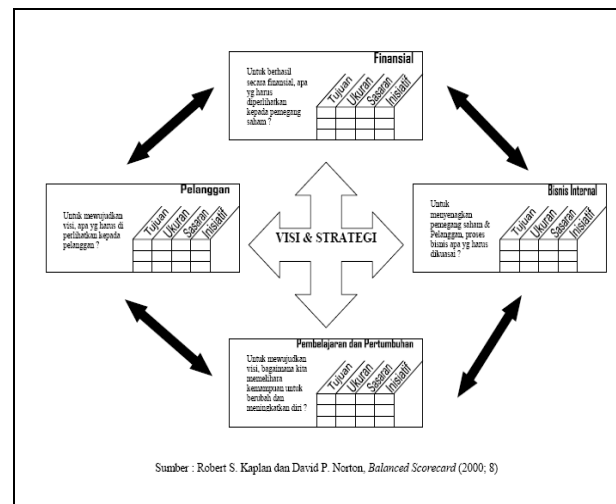 Finansial
Untuk berhasil
secara finansial, apa
yg harus
diperlihatkan
kepada pemegang
saham ?
Tujuan
Ukuran
Sasaran
Inisiatif
Pelanggan
Untuk mewujudkan
visi, apa yg harus di
perlihatkan kepada
pelanggan ?
Tujuan
Ukuran
Sasaran
Inisiatif
VISI & STRATEGI
Bisnis Internal
Untuk
menyenagkan
pemegang saham &
Pelanggan, proses
bisnis apa yg harus
dikuasai ?
Tujuan
Ukuran
Sasaran
Inisiatif
Pembelajaran dan Pertumbuhan
Untuk mewujudkan
visi, bagaimana kita
memelihara
kemampuan untuk
berubah dan
meningkatkan diri ?
Tujuan
Ukuran
Sasaran
Inisiatif
Sumber : Robert S. Kaplan dan David P. Norton, Balanced Scorecard (2000; 8)